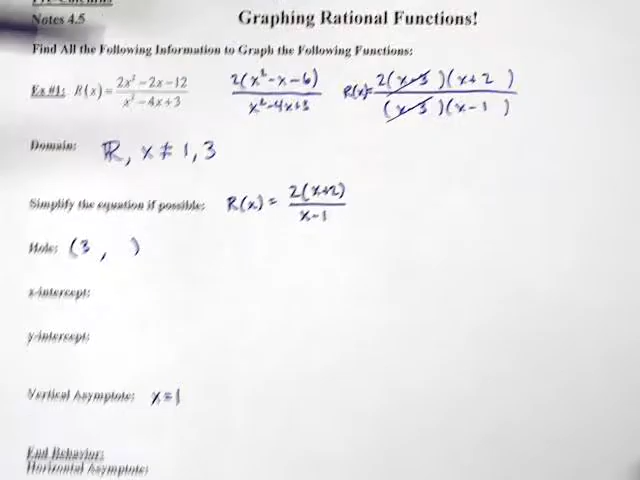 Pre-Calculus
Graphing Rational Functions!
Notes 4.5
Find All the Following Information to Graph the Following Functions:
Ex #1: R(x) = (2x² − 2x − 12)/(x² − 4x + 3) 2(x² − x − 6)/(x² − 4x + 3) R(x) = 2(x − 3)(x + 2)/((x − 3)(x − 1))
Domain: ℝ, x ≠ 1, 3
Simplify the equation if possible: R(x) = 2(x+2)/(x−1)
Hole: (3, )
x-intercept:
y-intercept:
Vertical Asymptote: x = 1
End Behavior:
Horizontal Asymptote: